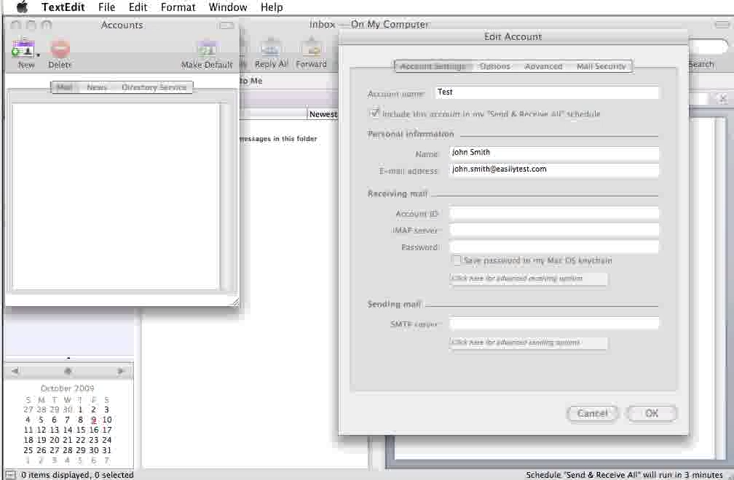 TextEdit File Edit Format Window Help
Accounts
Inbox — On My Computer
New Delete Make Default
Reply All Forward
Search
to Me
Mail News Directory Service
Newest
messages in this folder
Edit Account
Account Settings Options Advanced Mail Security
Account name: Test
Include this account in my "Send & Receive All" schedule
Personal information
Name: John Smith
E-mail address: john.smith@easilytest.com
Receiving mail
Account ID:
IMAP server:
Password:
Save password in my Mac OS keychain
Click here for advanced receiving options
Sending mail
SMTP server:
Click here for advanced sending options
Cancel OK
October 2009
S M T W T F S
27 28 29 30 1 2 3
4 5 6 7 8 9 10
11 12 13 14 15 16 17
18 19 20 21 22 23 24
25 26 27 28 29 30 31
1 2 3 4 5 6 7
0 items displayed, 0 selected
Schedule "Send & Receive All" will run in 3 minutes